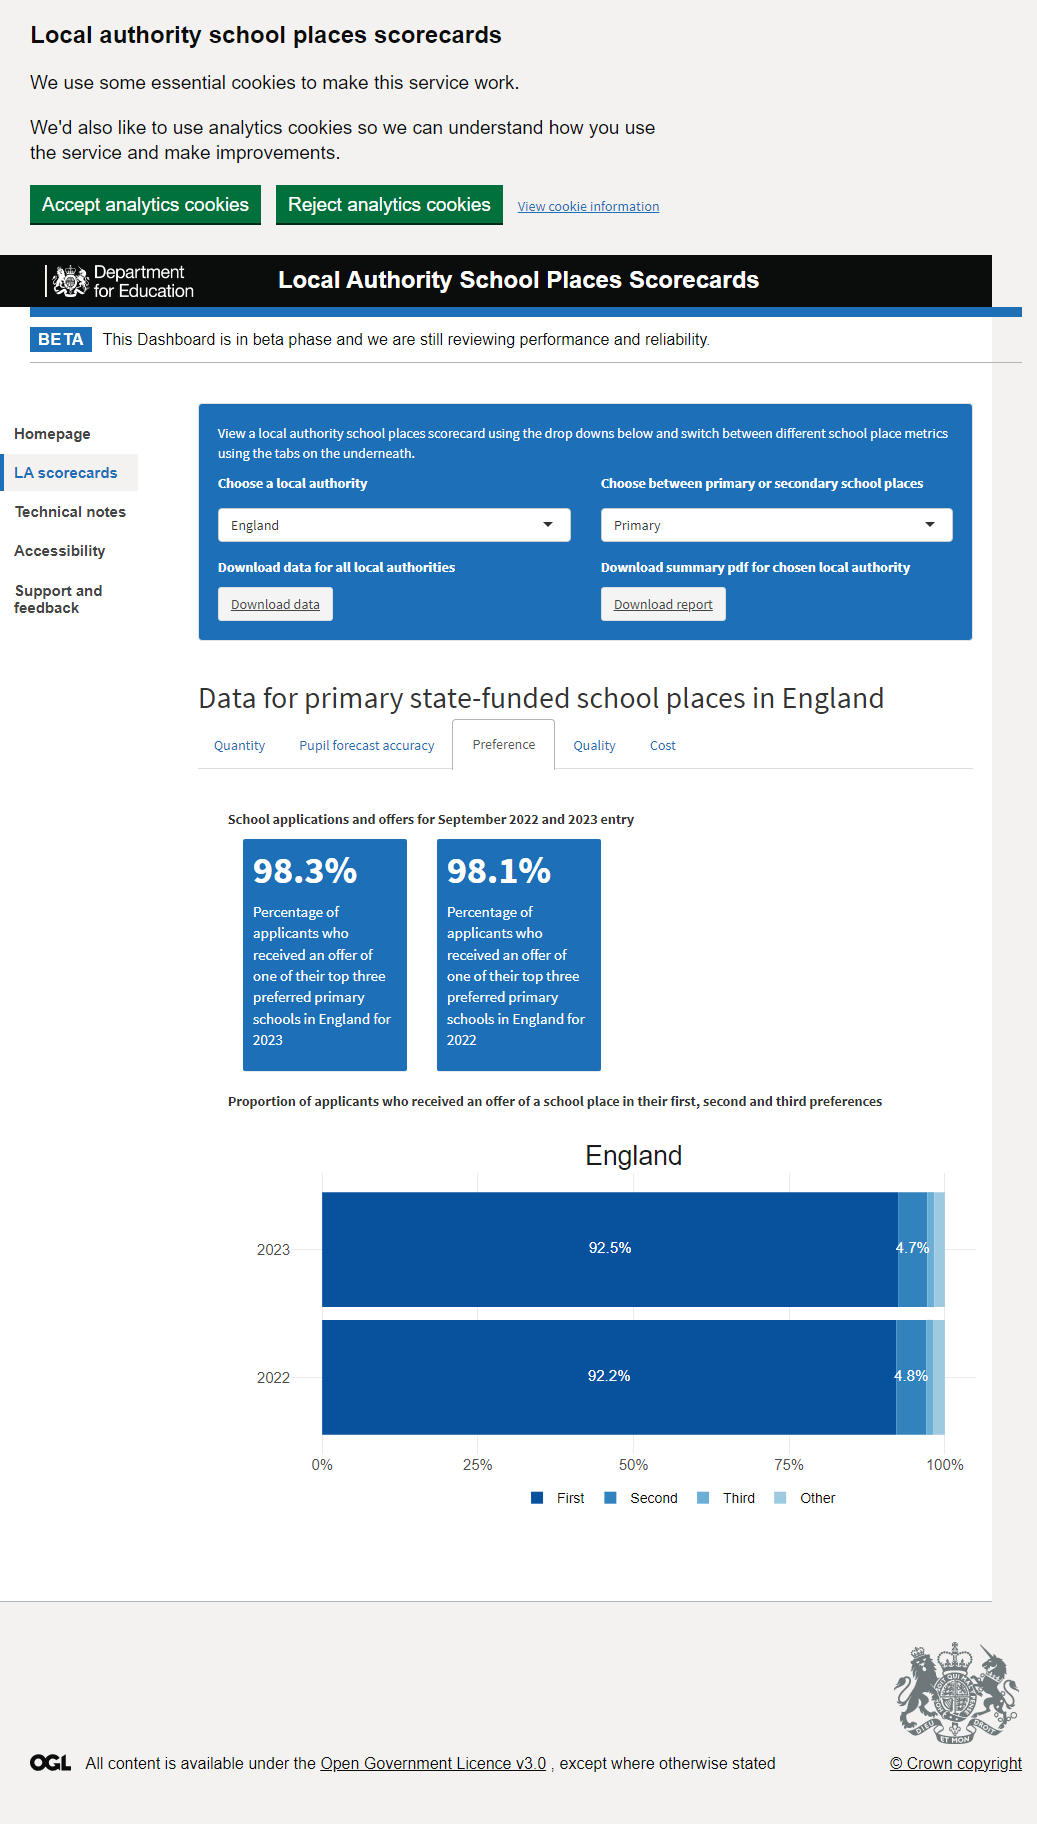 Local authority school places scorecards
We use some essential cookies to make this service work.
We'd also like to use analytics cookies so we can understand how you use
the service and make improvements.
Accept analytics cookies
Reject analytics cookies
View cookie information
Department
for Education
Local Authority School Places Scorecards
BETA
This Dashboard is in beta phase and we are still reviewing performance and reliability.
Homepage
LA scorecards
Technical notes
Accessibility
Support and
feedback
View a local authority school places scorecard using the drop downs below and switch between different school place metrics
using the tabs on the underneath.
Choose a local authority
England
Choose between primary or secondary school places
Primary
Download data for all local authorities
Download data
Download summary pdf for chosen local authority
Download report
Data for primary state-funded school places in England
Quantity
Pupil forecast accuracy
Preference
Quality
Cost
School applications and offers for September 2022 and 2023 entry
98.3%
Percentage of
applicants who
received an offer of
one of their top three
preferred primary
schools in England for
2023
98.1%
Percentage of
applicants who
received an offer of
one of their top three
preferred primary
schools in England for
2022
Proportion of applicants who received an offer of a school place in their first, second and third preferences
England
2023
92.5%
4.7%
2022
92.2%
4.8%
0%
25%
50%
75%
100%
First
Second
Third
Other
DIEU
ET MON
DROIT
OGL
All content is available under the Open Government Licence v3.0 , except where otherwise stated
© Crown copyright